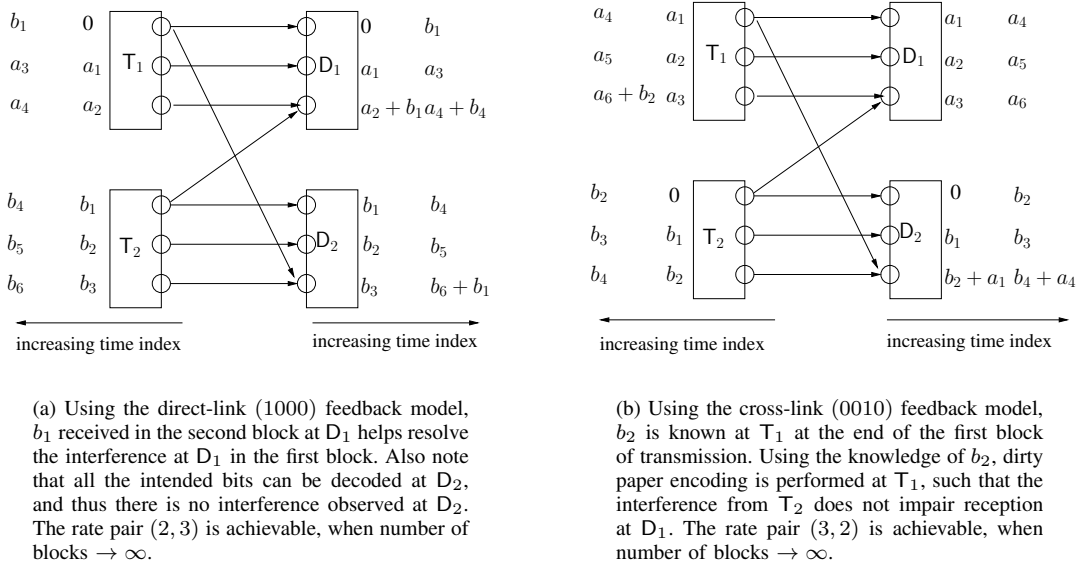 b₁ 0 0 b₁
T₁ D₁
a₃ a₁ a₁ a₃
a₄ a₂ a₂ + b₁ a₄ + b₄
b₄ b₁ b₁ b₄
T₂ D₂
b₅ b₂ b₂ b₅
b₆ b₃ b₃ b₆ + b₁
increasing time index increasing time index
(a) Using the direct-link (1000) feedback model,
b₁ received in the second block at D₁ helps resolve
the interference at D₁ in the first block. Also note
that all the intended bits can be decoded at D₂,
and thus there is no interference observed at D₂.
The rate pair (2, 3) is achievable, when number of
blocks → ∞.
a₄ a₁ a₁ a₄
T₁ D₁
a₅ a₂ a₂ a₅
a₆ + b₂ a₃ a₃ a₆
b₂ 0 0 b₂
T₂ D₂
b₃ b₁ b₁ b₃
b₄ b₂ b₂ + a₁ b₄ + a₄
increasing time index increasing time index
(b) Using the cross-link (0010) feedback model,
b₂ is known at T₁ at the end of the first block
of transmission. Using the knowledge of b₂, dirty
paper encoding is performed at T₁, such that the
interference from T₂ does not impair reception
at D₁. The rate pair (3, 2) is achievable, when
number of blocks → ∞.